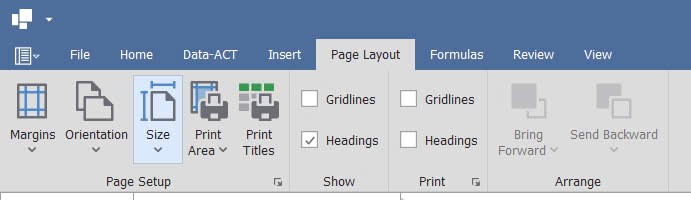 File Home Data-ACT Insert Page Layout Formulas Review View
Margins Orientation Size Print Area Print Titles
Gridlines
Headings
Gridlines
Headings
Bring Forward Send Backward
Page Setup Show Print Arrange